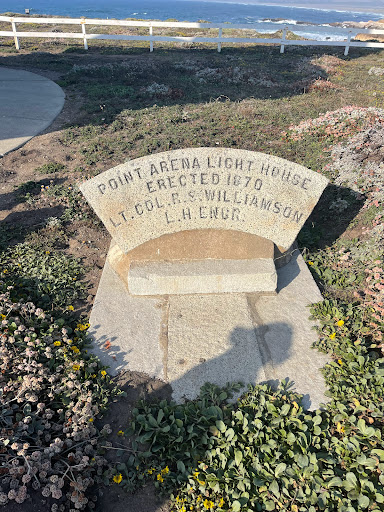 POINT ARENA LIGHT HOUSE
ERECTED 1870
LT. COL. R.S. WILLIAMSON
L.H. ENGR.